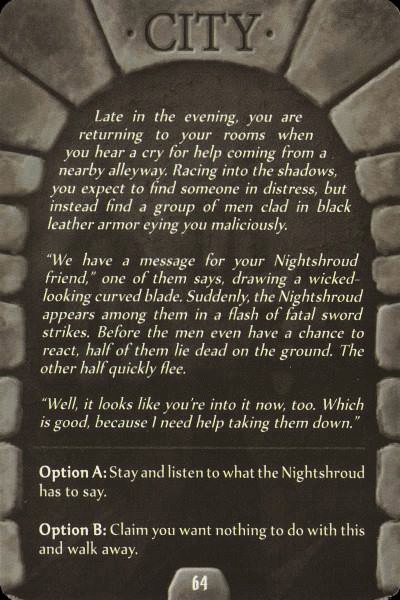 · CITY ·
Late in the evening, you are
returning to your rooms when
you hear a cry for help coming from a
nearby alleyway. Racing into the shadows,
you expect to find someone in distress, but
instead find a group of men clad in black
leather armor eying you maliciously.
“We have a message for your Nightshroud
friend,” one of them says, drawing a wicked-
looking curved blade. Suddenly, the Nightshroud
appears among them in a flash of fatal sword
strikes. Before the men even have a chance to
react, half of them lie dead on the ground. The
other half quickly flee.
“Well, it looks like you’re into it now, too. Which
is good, because I need help taking them down.”
Option A: Stay and listen to what the Nightshroud
has to say.
Option B: Claim you want nothing to do with this
and walk away.
64